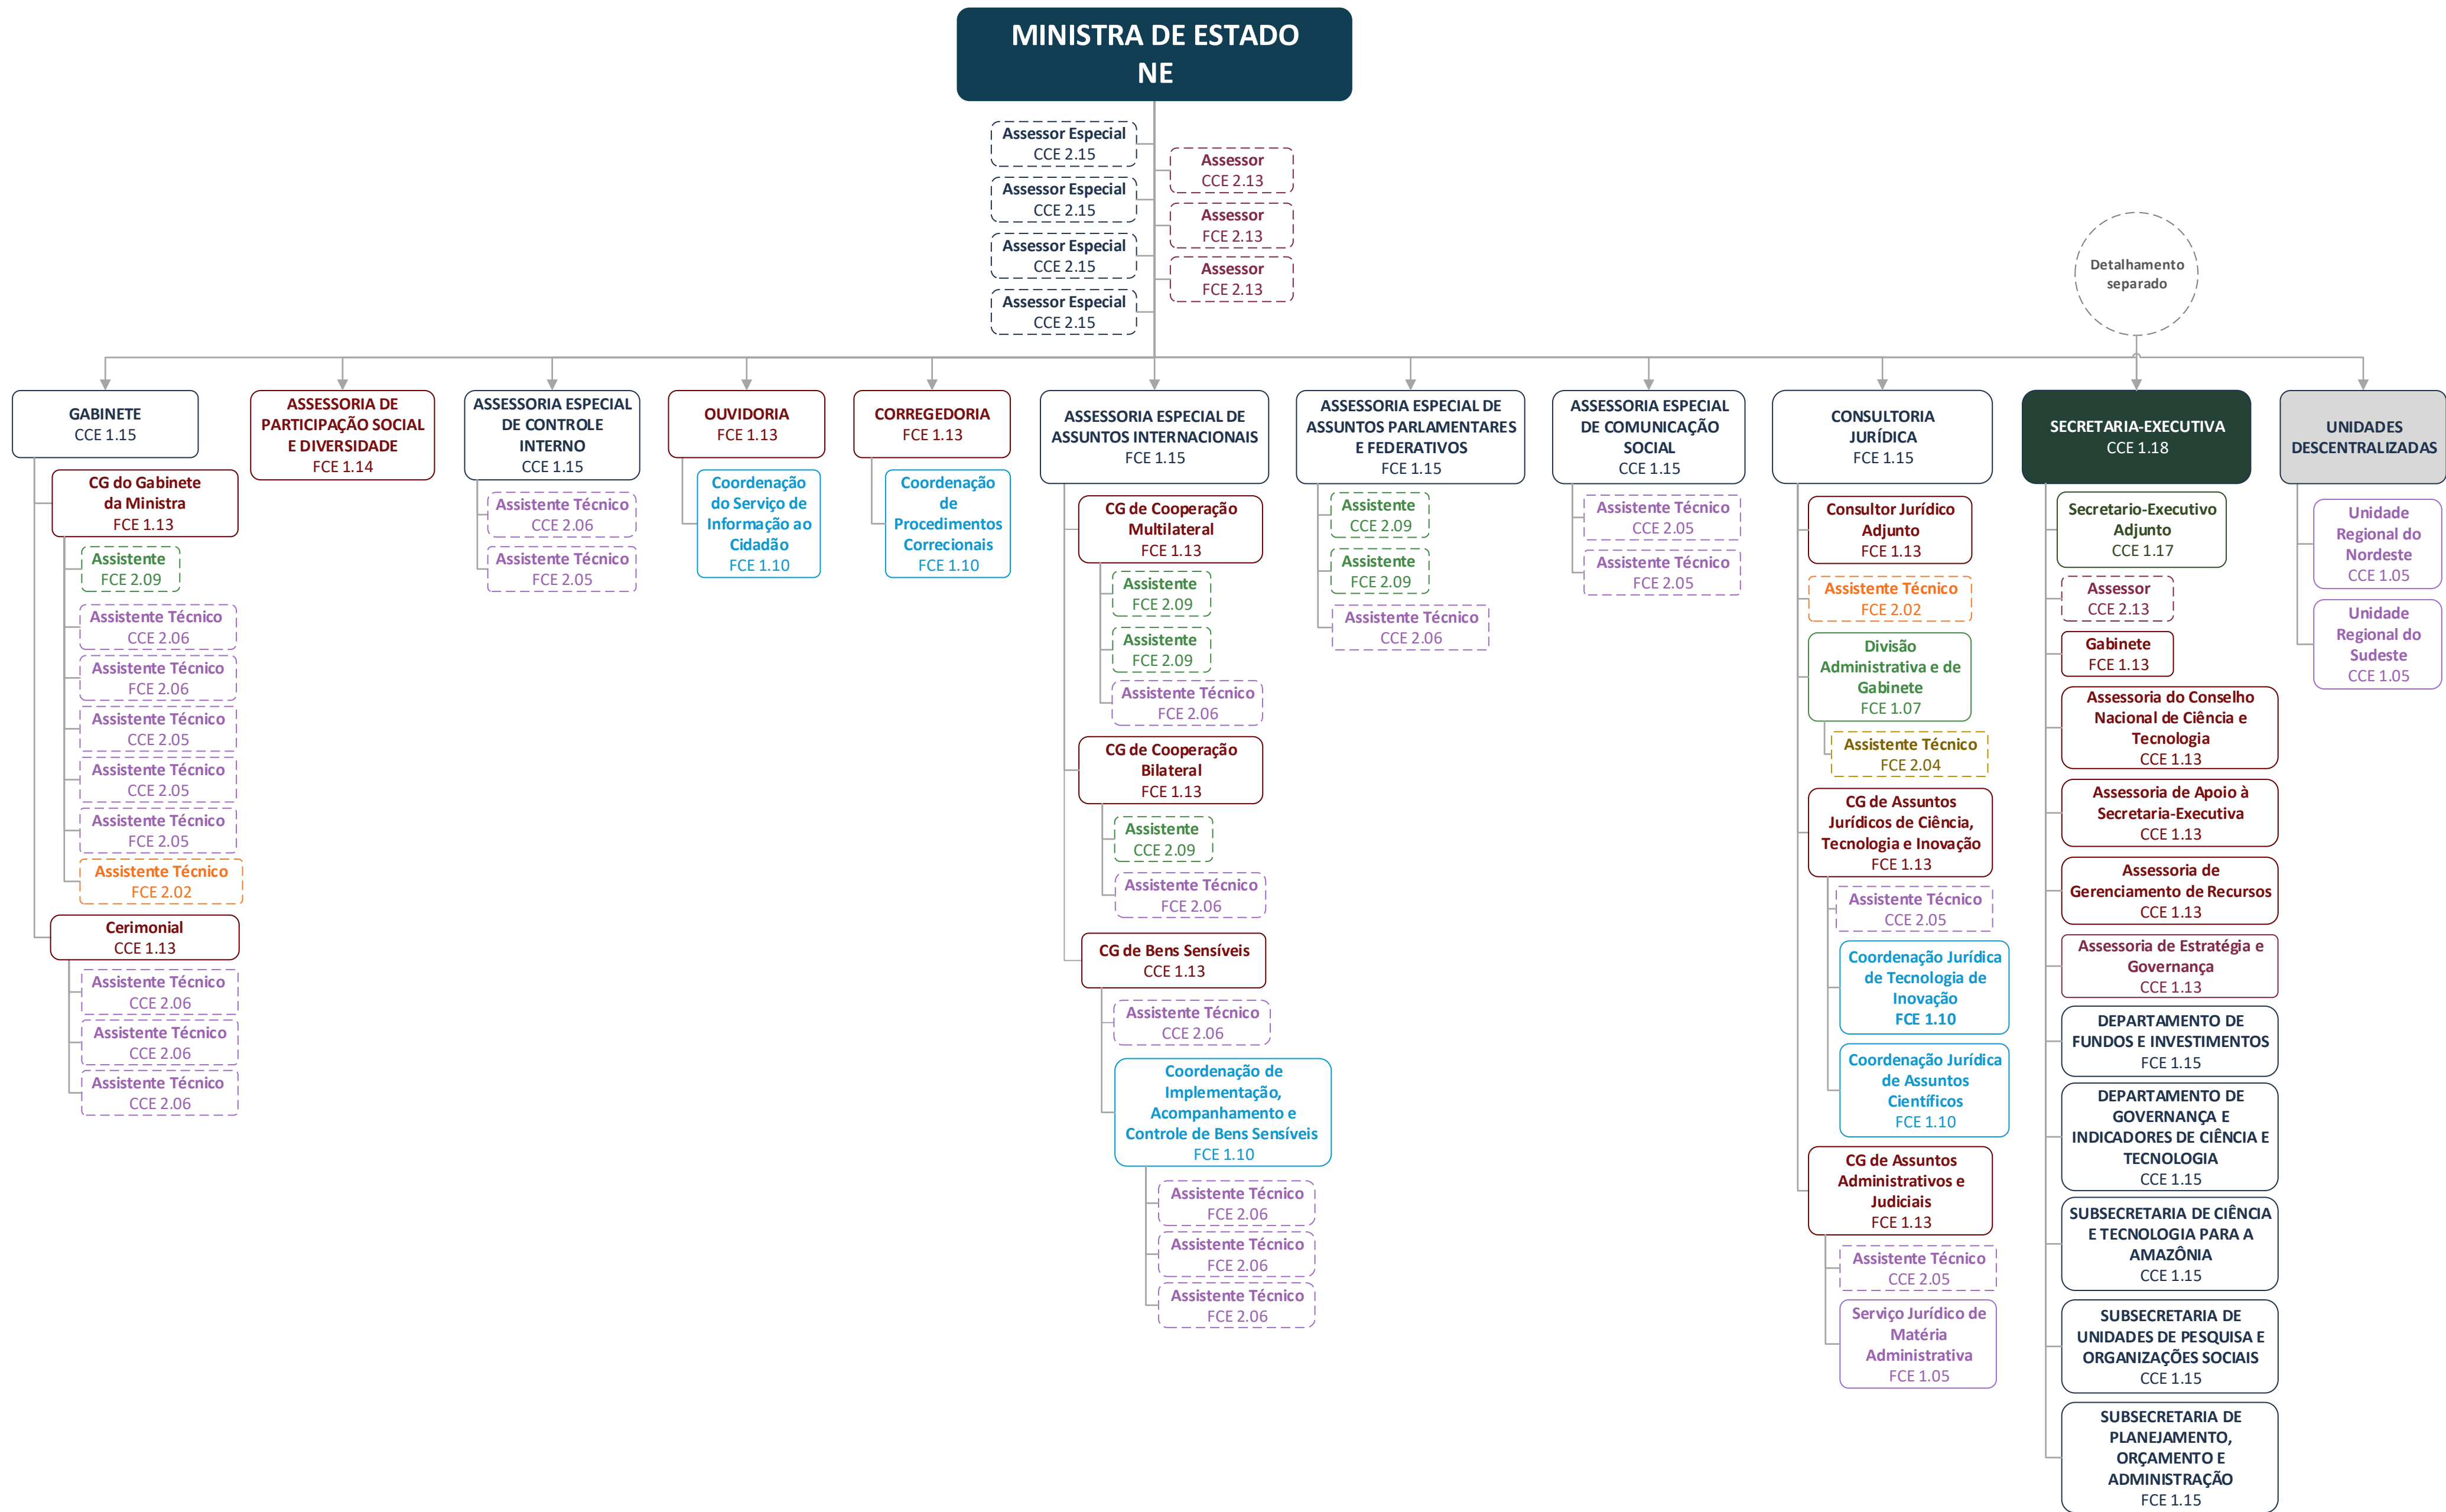 MINISTRA DE ESTADO
NE
Assessor Especial
CCE 2.15
Assessor Especial
CCE 2.15
Assessor Especial
CCE 2.15
Assessor Especial
CCE 2.15
Assessor
CCE 2.13
Assessor
FCE 2.13
Assessor
FCE 2.13
Detalhamento
separado
GABINETE
CCE 1.15
CG do Gabinete
da Ministra
FCE 1.13
Assistente
FCE 2.09
Assistente Técnico
CCE 2.06
Assistente Técnico
FCE 2.06
Assistente Técnico
CCE 2.05
Assistente Técnico
CCE 2.05
Assistente Técnico
FCE 2.05
Assistente Técnico
FCE 2.02
Cerimonial
CCE 1.13
Assistente Técnico
CCE 2.06
Assistente Técnico
CCE 2.06
Assistente Técnico
CCE 2.06
ASSESSORIA DE
PARTICIPAÇÃO SOCIAL
E DIVERSIDADE
FCE 1.14
ASSESSORIA ESPECIAL
DE CONTROLE
INTERNO
CCE 1.15
Assistente Técnico
CCE 2.06
Assistente Técnico
FCE 2.05
OUVIDORIA
FCE 1.13
Coordenação
do Serviço de
Informação ao
Cidadão
FCE 1.10
CORREGEDORIA
FCE 1.13
Coordenação
de
Procedimentos
Correcionais
FCE 1.10
ASSESSORIA ESPECIAL DE
ASSUNTOS INTERNACIONAIS
FCE 1.15
CG de Cooperação
Multilateral
FCE 1.13
Assistente
FCE 2.09
Assistente
FCE 2.09
Assistente Técnico
FCE 2.06
CG de Cooperação
Bilateral
FCE 1.13
Assistente
CCE 2.09
Assistente Técnico
FCE 2.06
CG de Bens Sensíveis
CCE 1.13
Assistente Técnico
CCE 2.06
Coordenação de
Implementação,
Acompanhamento e
Controle de Bens Sensíveis
FCE 1.10
Assistente Técnico
FCE 2.06
Assistente Técnico
FCE 2.06
Assistente Técnico
FCE 2.06
ASSESSORIA ESPECIAL DE
ASSUNTOS PARLAMENTARES
E FEDERATIVOS
FCE 1.15
Assistente
CCE 2.09
Assistente
FCE 2.09
Assistente Técnico
CCE 2.06
ASSESSORIA ESPECIAL
DE COMUNICAÇÃO
SOCIAL
CCE 1.15
Assistente Técnico
CCE 2.05
Assistente Técnico
FCE 2.05
CONSULTORIA
JURÍDICA
FCE 1.15
Consultor Jurídico
Adjunto
FCE 1.13
Assistente Técnico
FCE 2.02
Divisão
Administrativa e de
Gabinete
FCE 1.07
Assistente Técnico
FCE 2.04
CG de Assuntos
Jurídicos de Ciência,
Tecnologia e Inovação
FCE 1.13
Assistente Técnico
CCE 2.05
Coordenação Jurídica
de Tecnologia de
Inovação
FCE 1.10
Coordenação Jurídica
de Assuntos
Científicos
FCE 1.10
CG de Assuntos
Administrativos e
Judiciais
FCE 1.13
Assistente Técnico
CCE 2.05
Serviço Jurídico de
Matéria
Administrativa
FCE 1.05
SECRETARIA-EXECUTIVA
CCE 1.18
Secretario-Executivo
Adjunto
CCE 1.17
Assessor
CCE 2.13
Gabinete
FCE 1.13
Assessoria do Conselho
Nacional de Ciência e
Tecnologia
CCE 1.13
Assessoria de Apoio à
Secretaria-Executiva
CCE 1.13
Assessoria de
Gerenciamento de Recursos
CCE 1.13
Assessoria de Estratégia e
Governança
CCE 1.13
DEPARTAMENTO DE
FUNDOS E INVESTIMENTOS
FCE 1.15
DEPARTAMENTO DE
GOVERNANÇA E
INDICADORES DE CIÊNCIA E
TECNOLOGIA
CCE 1.15
SUBSECRETARIA DE CIÊNCIA
E TECNOLOGIA PARA A
AMAZÔNIA
CCE 1.15
SUBSECRETARIA DE
UNIDADES DE PESQUISA E
ORGANIZAÇÕES SOCIAIS
CCE 1.15
SUBSECRETARIA DE
PLANEJAMENTO,
ORÇAMENTO E
ADMINISTRAÇÃO
FCE 1.15
UNIDADES
DESCENTRALIZADAS
Unidade
Regional do
Nordeste
CCE 1.05
Unidade
Regional do
Sudeste
CCE 1.05